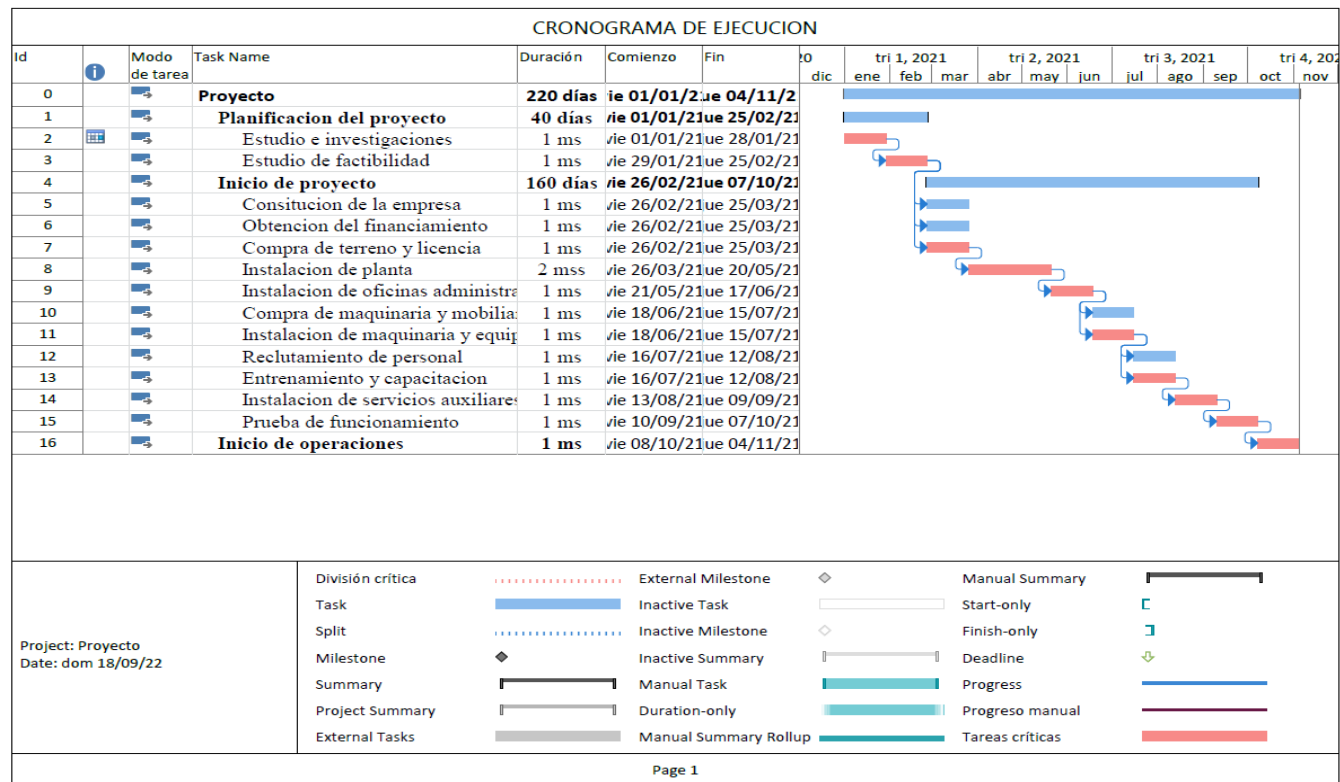 CRONOGRAMA DE EJECUCION
Id Modo de tarea Task Name Duración Comienzo Fin 20 tri 1, 2021 tri 2, 2021 tri 3, 2021 tri 4, 202
dic ene feb mar abr may jun jul ago sep oct nov
0 Proyecto 220 días ie 01/01/2 ue 04/11/2
1 Planificacion del proyecto 40 días vie 01/01/21 ue 25/02/21
2 Estudio e investigaciones 1 ms vie 01/01/21 ue 28/01/21
3 Estudio de factibilidad 1 ms vie 29/01/21 ue 25/02/21
4 Inicio de proyecto 160 días vie 26/02/21 ue 07/10/21
5 Consitucion de la empresa 1 ms vie 26/02/21 ue 25/03/21
6 Obtencion del financiamiento 1 ms vie 26/02/21 ue 25/03/21
7 Compra de terreno y licencia 1 ms vie 26/02/21 ue 25/03/21
8 Instalacion de planta 2 mss vie 26/03/21 ue 20/05/21
9 Instalacion de oficinas administra 1 ms vie 21/05/21 ue 17/06/21
10 Compra de maquinaria y mobilia 1 ms vie 18/06/21 ue 15/07/21
11 Instalacion de maquinaria y equip 1 ms vie 18/06/21 ue 15/07/21
12 Reclutamiento de personal 1 ms vie 16/07/21 ue 12/08/21
13 Entrenamiento y capacitacion 1 ms vie 16/07/21 ue 12/08/21
14 Instalacion de servicios auxiliares 1 ms vie 13/08/21 ue 09/09/21
15 Prueba de funcionamiento 1 ms vie 10/09/21 ue 07/10/21
16 Inicio de operaciones 1 ms vie 08/10/21 ue 04/11/21
Project: Proyecto
Date: dom 18/09/22
División crítica External Milestone Manual Summary
Task Inactive Task Start-only
Split Inactive Milestone Finish-only
Milestone Inactive Summary Deadline
Summary Manual Task Progress
Project Summary Duration-only Progreso manual
External Tasks Manual Summary Rollup Tareas críticas
Page 1